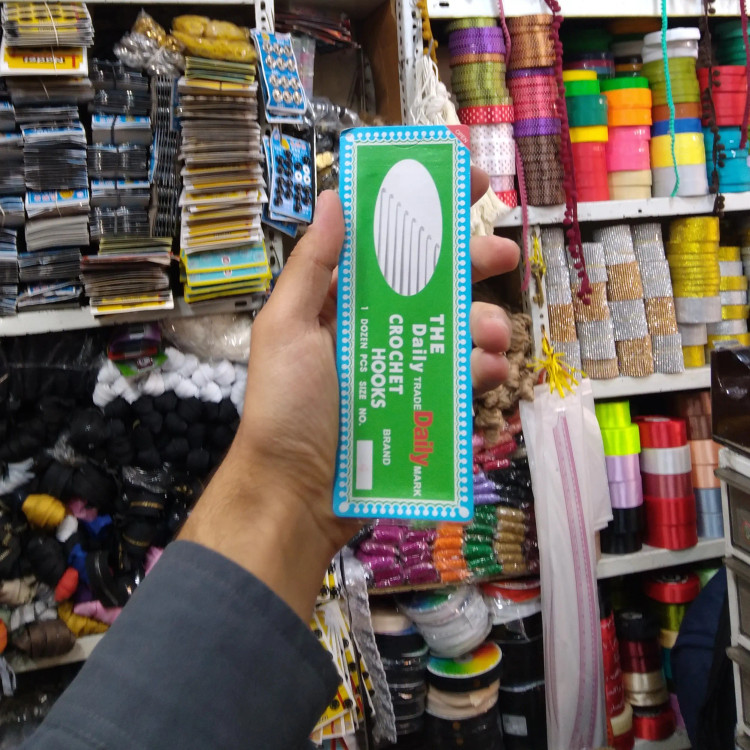 THE
Daily TRADE Daily MARK
CROCHET BRAND
HOOKS
1 DOZEN PCS SIZE NO.